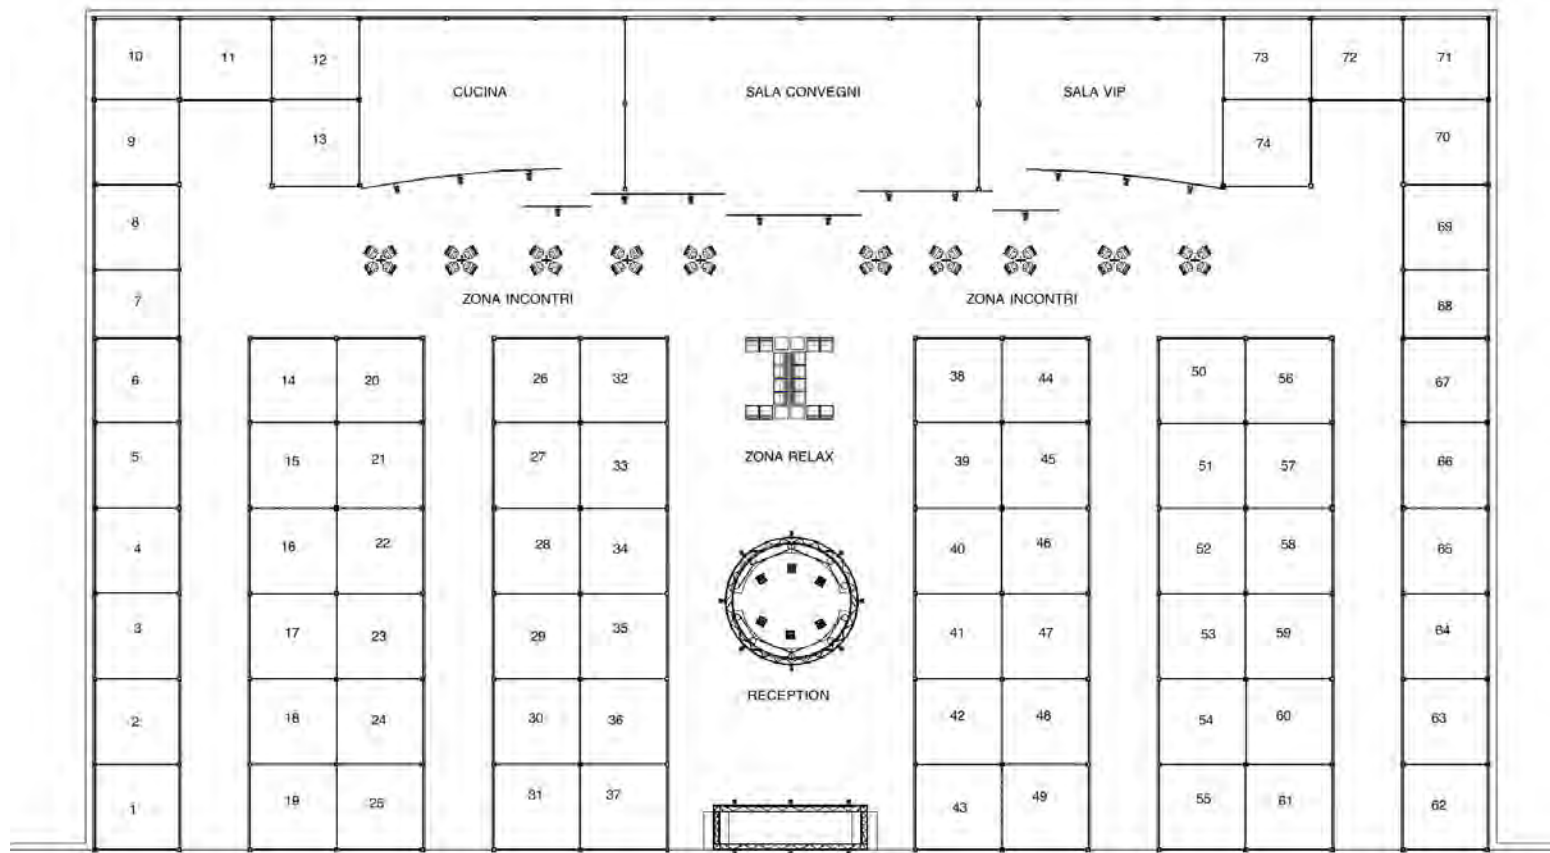 10 11 12 73 72 71
CUCINA SALA CONVEGNI SALA VIP
9 13 74 70
8 69
7 ZONA INCONTRI ZONA INCONTRI 68
6 14 20 26 32 38 44 50 56 67
5 15 21 27 33 ZONA RELAX 39 45 51 57 66
4 16 22 28 34 40 46 52 58 65
3 17 23 29 35 41 47 53 59 64
RECEPTION
2 18 24 30 36 42 48 54 60 63
1 19 25 31 37 43 49 55 61 62